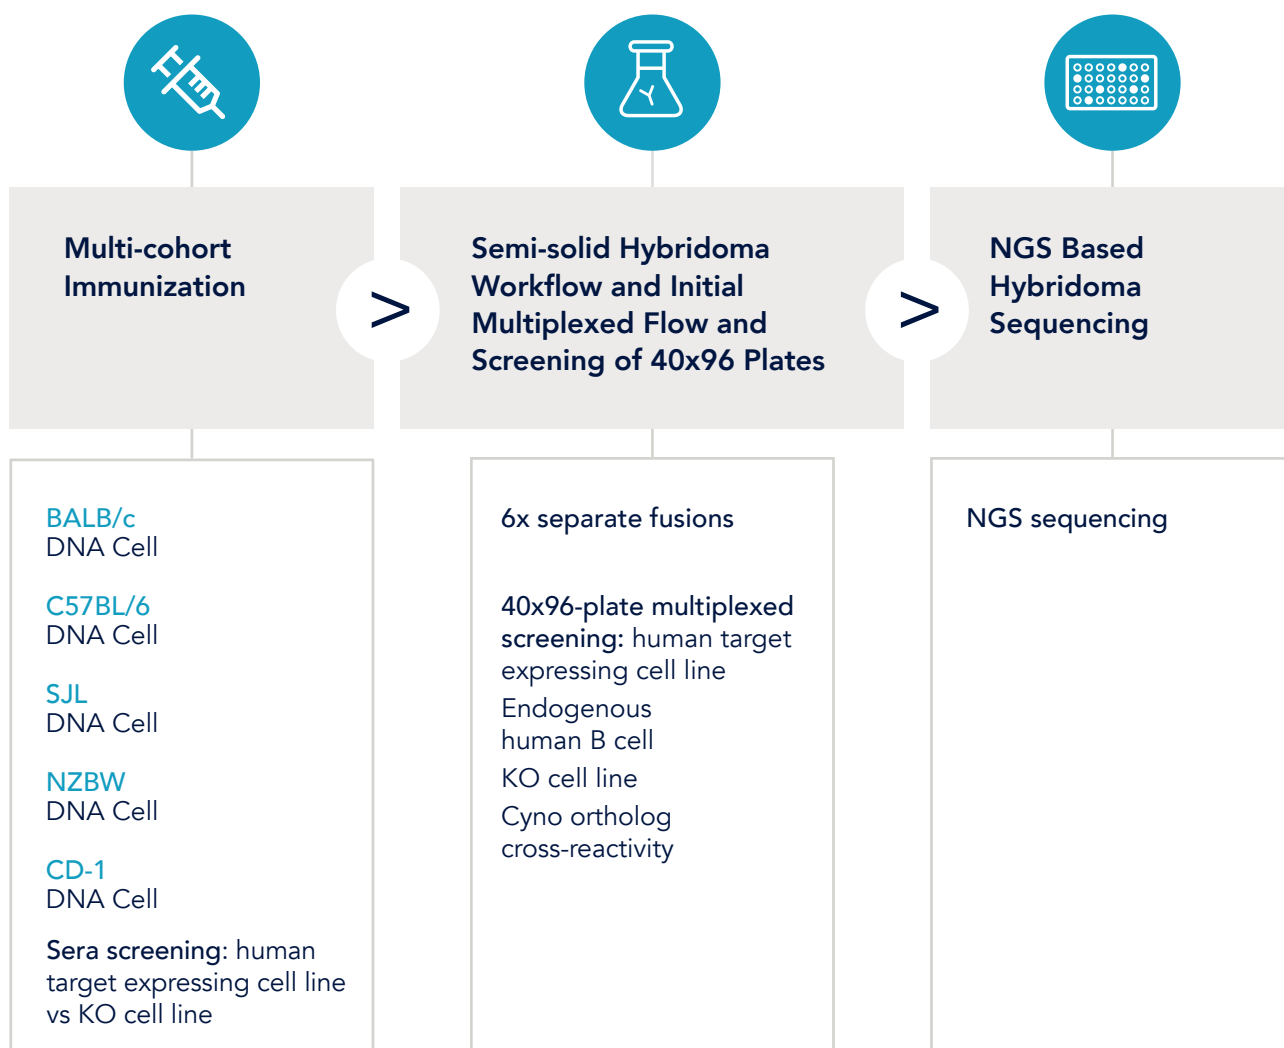 Multi-cohort
Immunization
>
Semi-solid Hybridoma
Workflow and Initial
Multiplexed Flow and
Screening of 40x96 Plates
>
NGS Based
Hybridoma
Sequencing
BALB/c
DNA Cell
C57BL/6
DNA Cell
SJL
DNA Cell
NZBW
DNA Cell
CD-1
DNA Cell
Sera screening: human
target expressing cell line
vs KO cell line
6x separate fusions
40x96-plate multiplexed
screening: human target
expressing cell line
Endogenous
human B cell
KO cell line
Cyno ortholog
cross-reactivity
NGS sequencing